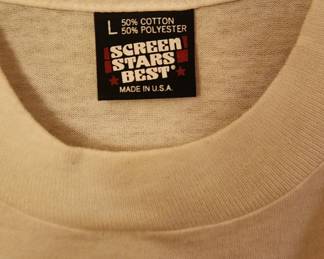 L 50% COTTON
50% POLYESTER
SCREEN
STARS
BEST®
MADE IN U.S.A.